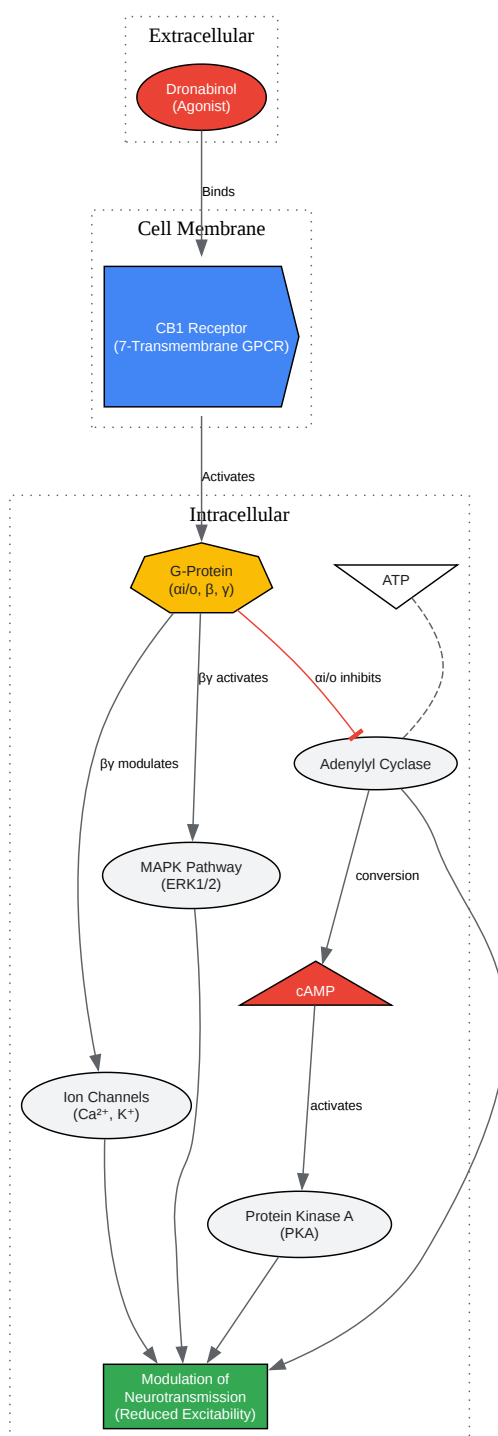 Extracellular
Dronabinol
(Agonist)
Binds
Cell Membrane
CB1 Receptor
(7-Transmembrane GPCR)
Activates
Intracellular
G-Protein
(αi/o, β, γ)
ATP
βγ activates
αi/o inhibits
βγ modulates
Adenylyl Cyclase
MAPK Pathway
(ERK1/2)
conversion
cAMP
Ion Channels
(Ca²⁺, K⁺)
activates
Protein Kinase A
(PKA)
Modulation of
Neurotransmission
(Reduced Excitability)